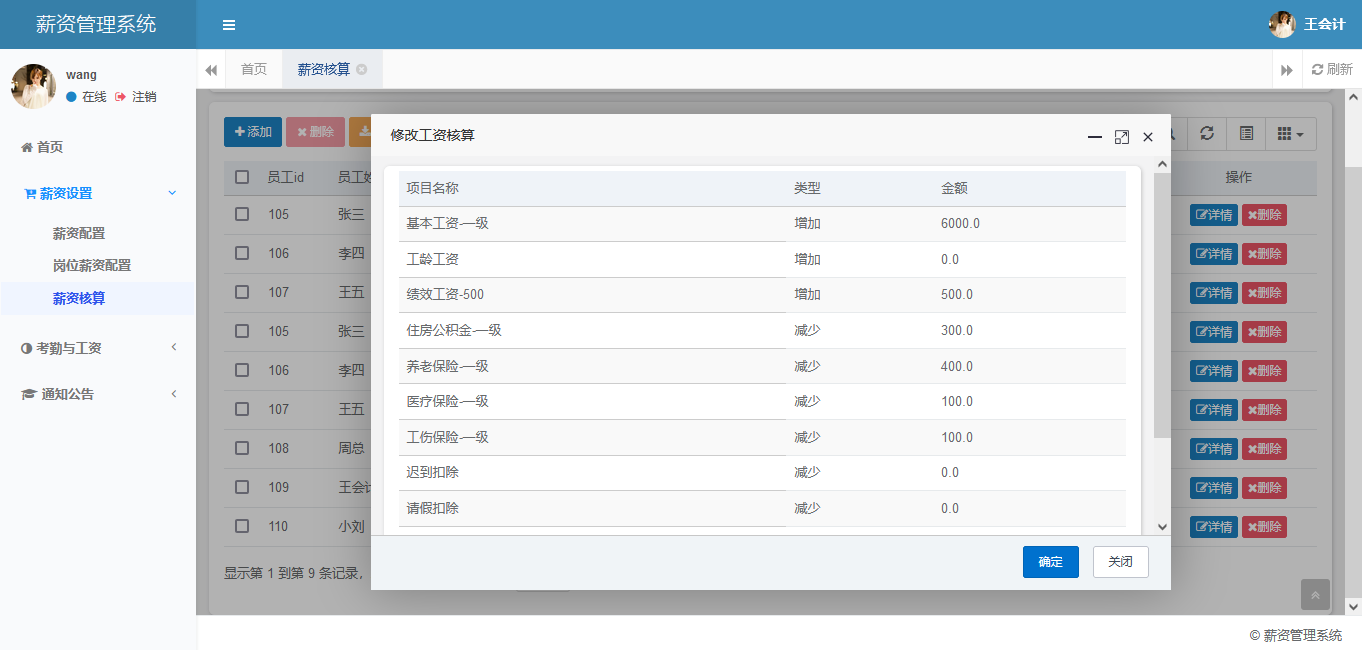 薪资管理系统
王会计
wang
在线 注销
首页
薪资设置
薪资配置
岗位薪资配置
薪资核算
考勤与工资
通知公告
首页 薪资核算 刷新
添加 删除
员工id 员工 操作
105 张三 详情 删除
106 李四 详情 删除
107 王五 详情 删除
105 张三 详情 删除
106 李四 详情 删除
107 王五 详情 删除
108 周总 详情 删除
109 王会计 详情 删除
110 小刘 详情 删除
显示第 1 到第 9 条记录，
修改工资核算
项目名称 类型 金额
基本工资-一级 增加 6000.0
工龄工资 增加 0.0
绩效工资-500 增加 500.0
住房公积金-一级 减少 300.0
养老保险-一级 减少 400.0
医疗保险-一级 减少 100.0
工伤保险-一级 减少 100.0
迟到扣除 减少 0.0
请假扣除 减少 0.0
确定 关闭
© 薪资管理系统